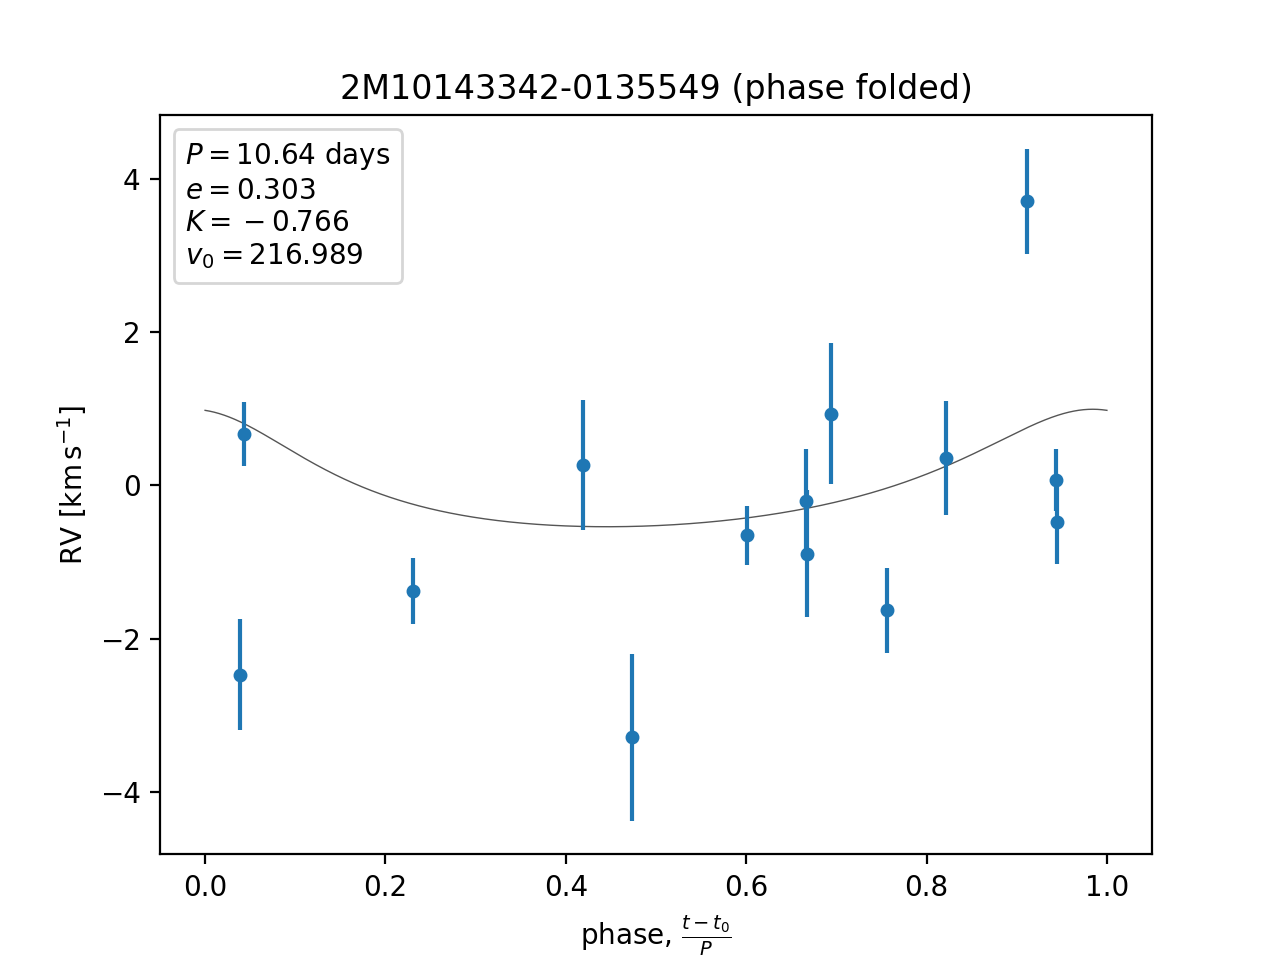 2M10143342-0135549 (phase folded)
P = 10.64 days
e = 0.303
K = −0.766
v₀ = 216.989
4
2
0
−2
−4
RV [km s⁻¹]
0.0 0.2 0.4 0.6 0.8 1.0
phase, (t − t₀)/P